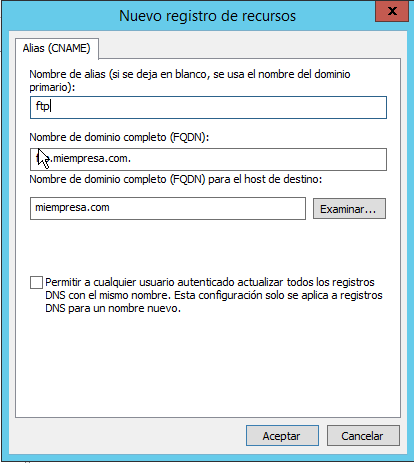 Nuevo registro de recursos
x
Alias (CNAME)
Nombre de alias (si se deja en blanco, se usa el nombre del dominio
primario):
ftp
Nombre de dominio completo (FQDN):
.miempresa.com.
Nombre de dominio completo (FQDN) para el host de destino:
miempresa.com
Examinar...
Permitir a cualquier usuario autenticado actualizar todos los registros
DNS con el mismo nombre. Esta configuración solo se aplica a registros
DNS para un nombre nuevo.
Aceptar
Cancelar